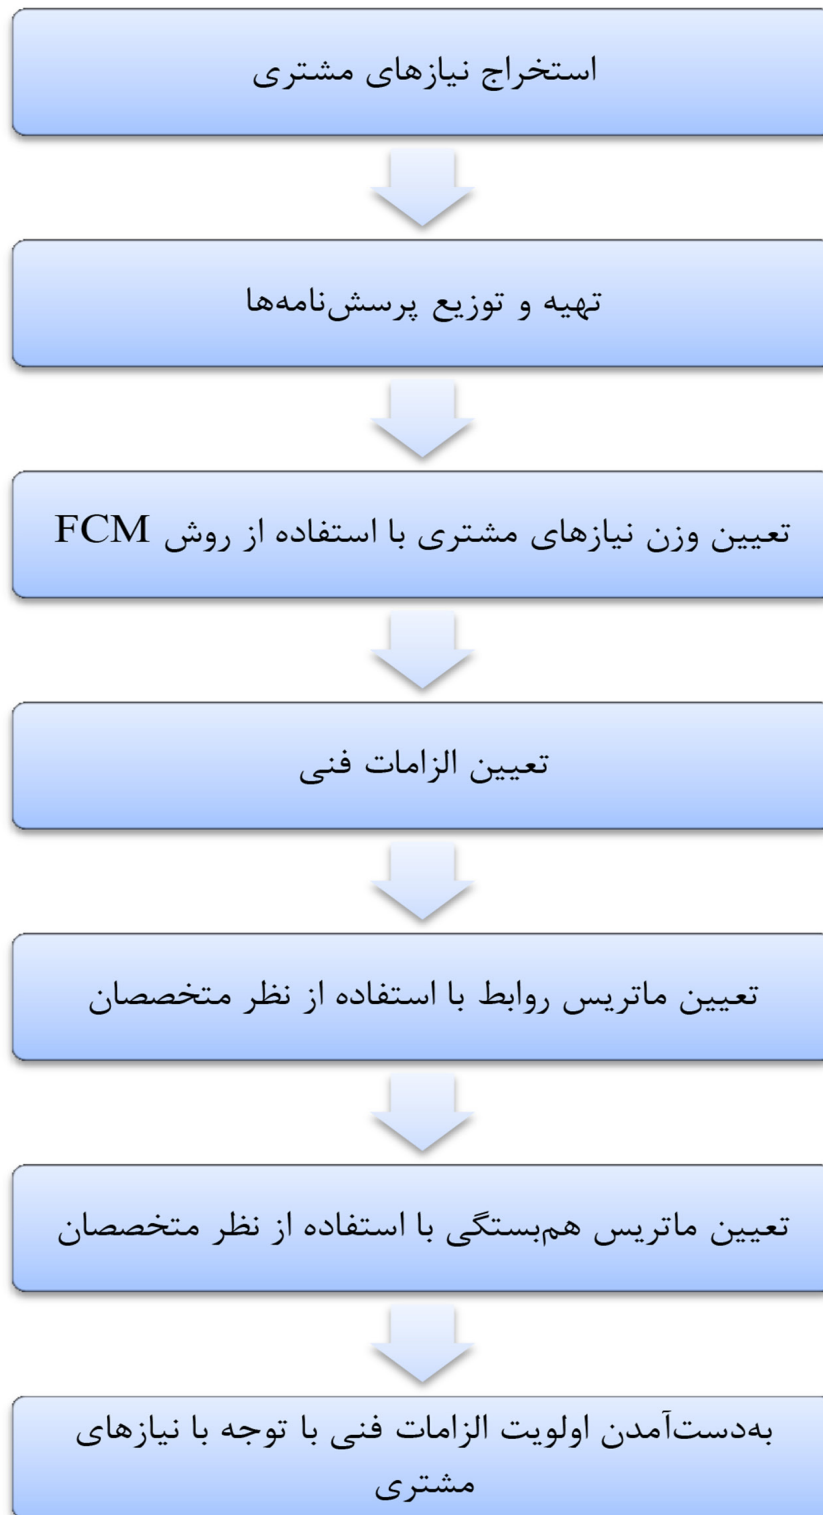 استخراج نیازهای مشتری
تهیه و توزیع پرسش‌نامه‌ها
تعیین وزن نیازهای مشتری با استفاده از روش FCM
تعیین الزامات فنی
تعیین ماتریس روابط با استفاده از نظر متخصصان
تعیین ماتریس هم‌بستگی با استفاده از نظر متخصصان
به‌دست‌آمدن اولویت الزامات فنی با توجه با نیازهای
مشتری